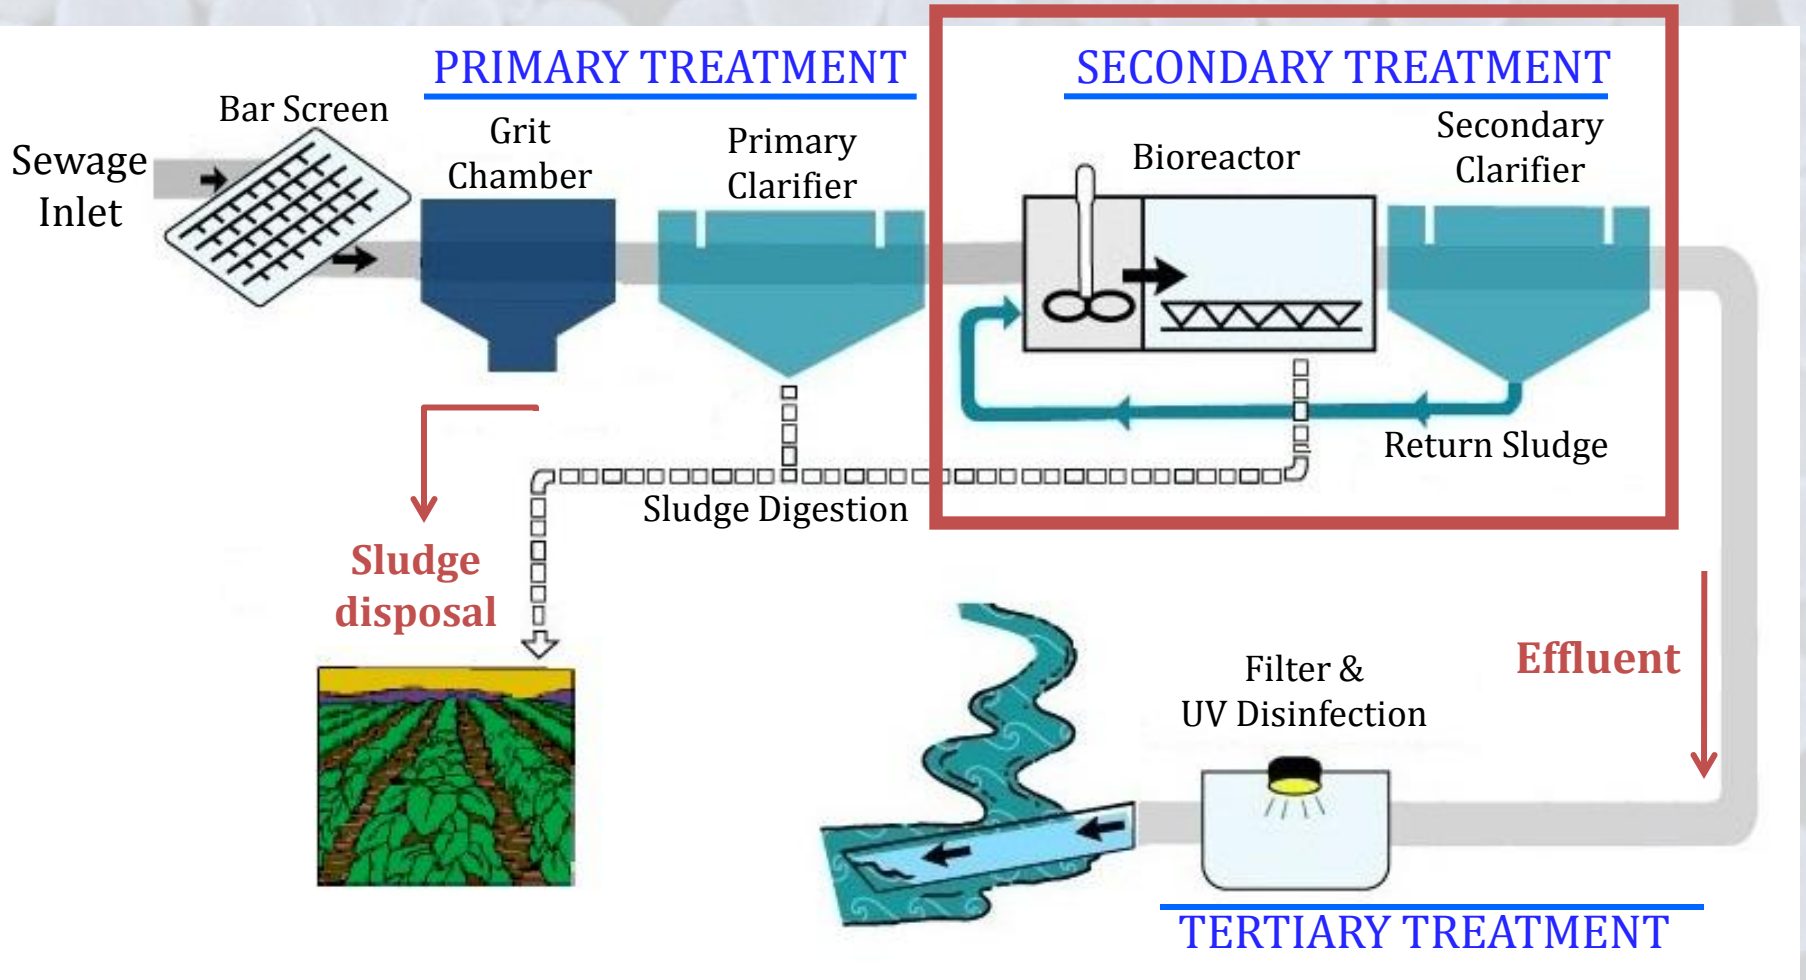 PRIMARY TREATMENT
SECONDARY TREATMENT
Bar Screen
Sewage
Inlet
Grit
Chamber
Primary
Clarifier
Bioreactor
Secondary
Clarifier
Return Sludge
Sludge Digestion
Sludge
disposal
Effluent
Filter &
UV Disinfection
TERTIARY TREATMENT